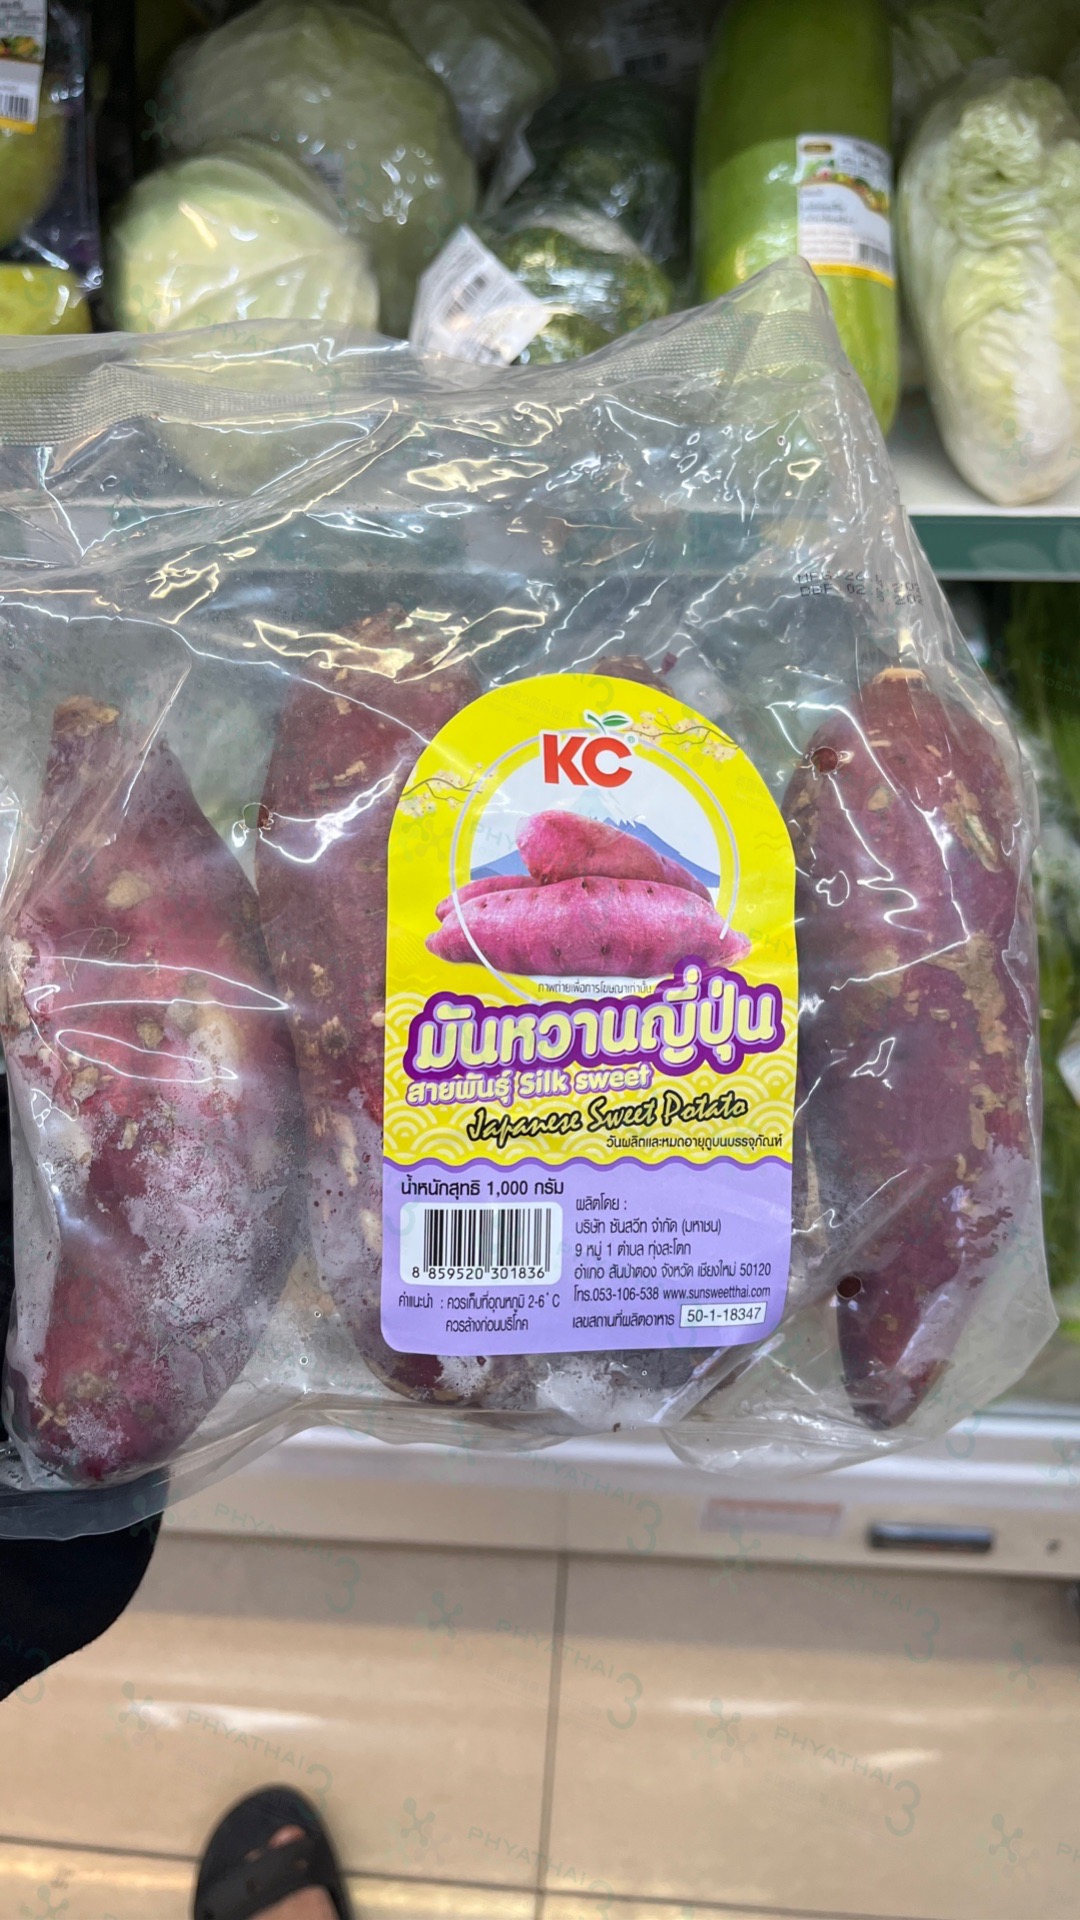 KC
ภาพถ่ายเพื่อการโฆษณาเท่านั้น
มันหวานญี่ปุ่น
สายพันธุ์ Silk sweet
Japanese Sweet Potato
วันผลิตและหมดอายุดูบนบรรจุภัณฑ์
น้ำหนักสุทธิ 1,000 กรัม
8 859520 301836
คำแนะนำ : ควรเก็บที่อุณหภูมิ 2-6° C
ควรล้างก่อนบริโภค
ผลิตโดย :
บริษัท ซันสวีท จำกัด (มหาชน)
9 หมู่ 1 ตำบล ทุ่งสะโตก
อำเภอ สันป่าตอง จังหวัด เชียงใหม่ 50120
โทร.053-106-538 www.sunsweetthai.com
เลขสถานที่ผลิตอาหาร 50-1-18347
PHYATHAI 3